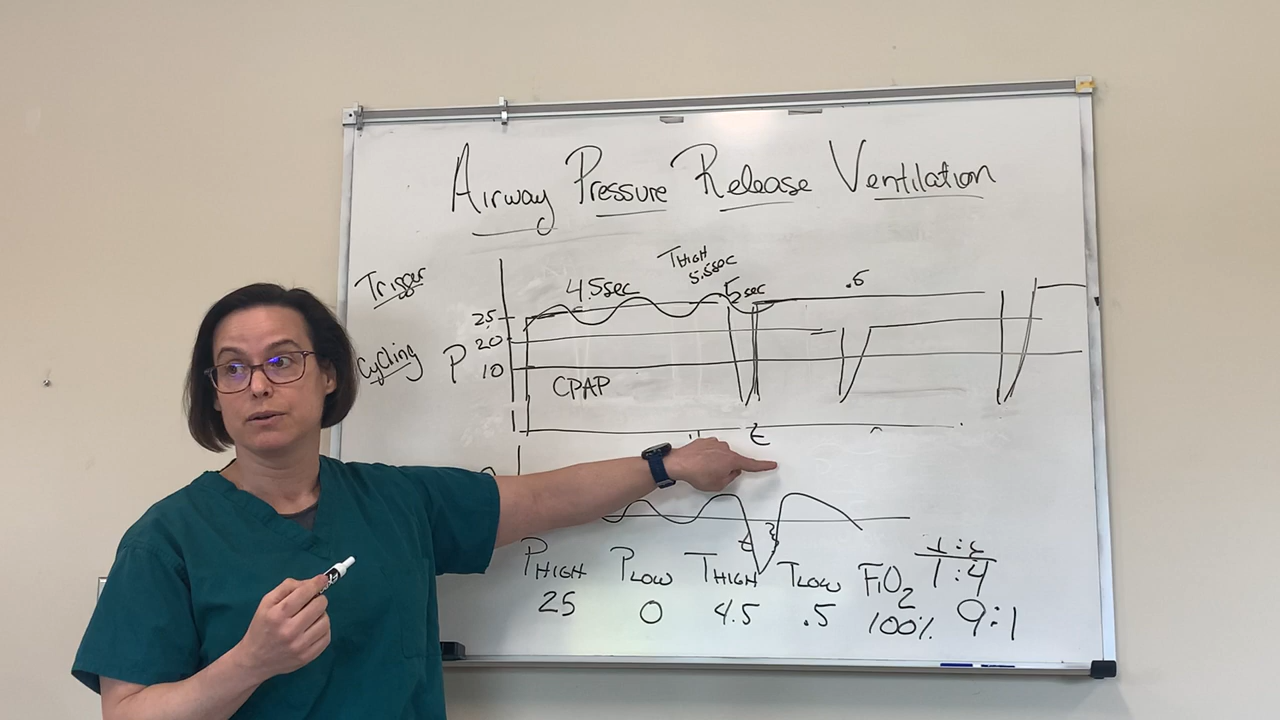 Airway Pressure Release Ventilation
Trigger
Cycling
THIGH
5.5sec
4.5sec
.5sec
.5
25
20
P 10
CPAP
t
PHIGH PLOW THIGH TLOW FiO2
25 0 4.5 .5 100%
I:E
1:4
9:1